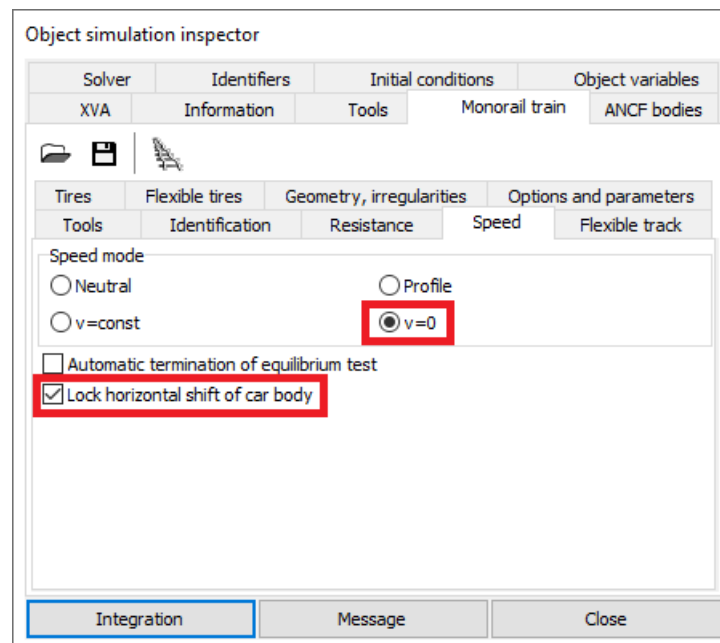 Object simulation inspector
Solver Identifiers Initial conditions Object variables
XVA Information Tools Monorail train ANCF bodies
Tires Flexible tires Geometry, irregularities Options and parameters
Tools Identification Resistance Speed Flexible track
Speed mode
Neutral Profile
v=const v=0
Automatic termination of equilibrium test
Lock horizontal shift of car body
Integration Message Close